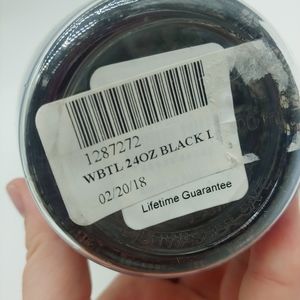 1287272
WBTL 24OZ BLACK L
02/20/18
Lifetime Guarantee